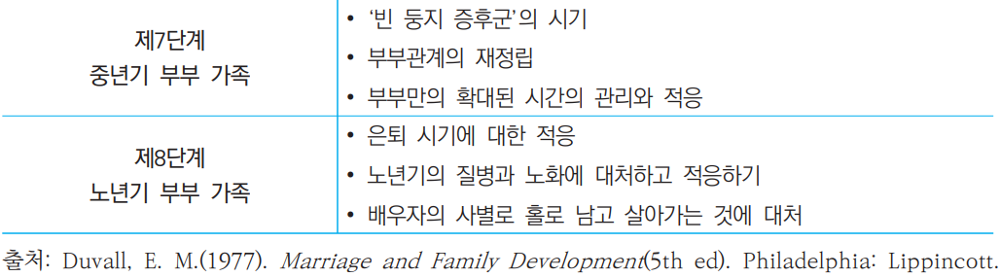 제7단계
중년기 부부 가족
• ‘빈 둥지 증후군’의 시기
• 부부관계의 재정립
• 부부만의 확대된 시간의 관리와 적응
제8단계
노년기 부부 가족
• 은퇴 시기에 대한 적응
• 노년기의 질병과 노화에 대처하고 적응하기
• 배우자의 사별로 홀로 남고 살아가는 것에 대처
출처: Duvall, E. M.(1977). Marriage and Family Development(5th ed). Philadelphia: Lippincott.